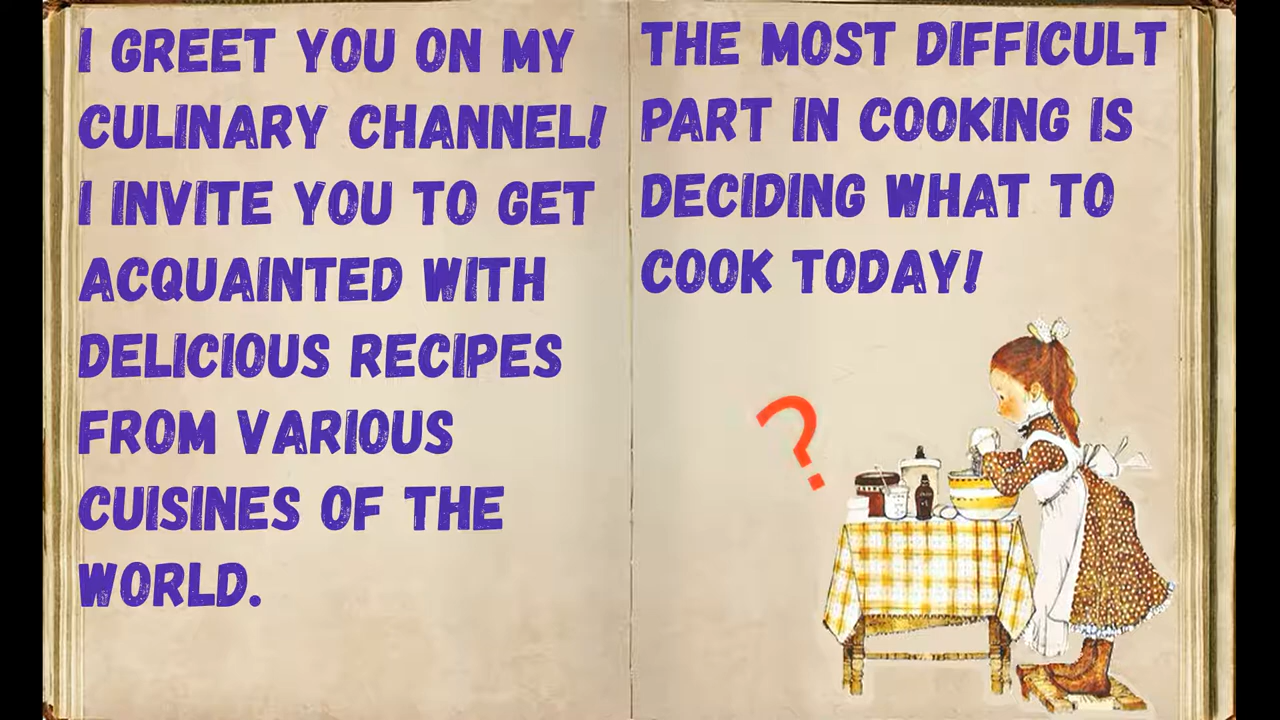 I GREET YOU ON MY
CULINARY CHANNEL!
I INVITE YOU TO GET
ACQUAINTED WITH
DELICIOUS RECIPES
FROM VARIOUS
CUISINES OF THE
WORLD.
THE MOST DIFFICULT
PART IN COOKING IS
DECIDING WHAT TO
COOK TODAY!
?